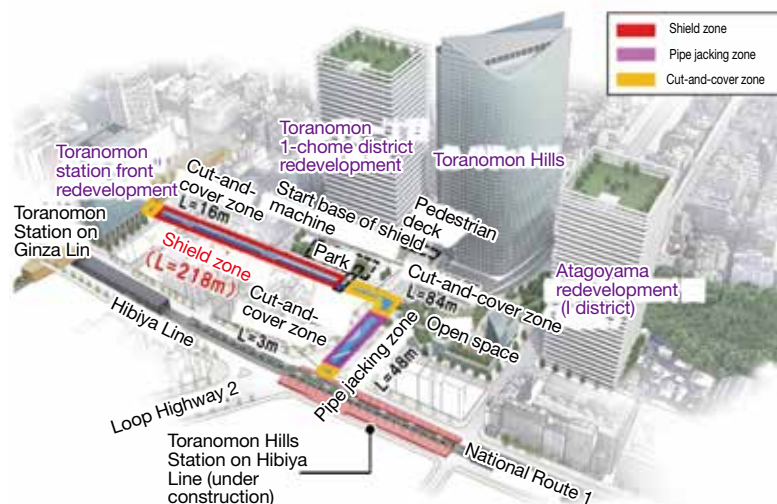 Shield zone
Pipe jacking zone
Cut-and-cover zone
Toranomon
station front
redevelopment
Toranomon
1-chome district
redevelopment
Toranomon Hills
Atagoyama
redevelopment
(I district)
Toranomon
Station on
Ginza Lin
Cut-and-
cover zone
L=16m
Start base of shield
machine
Pedestrian
deck
Park
Shield zone
(L=218m)
Cut-and-cover zone
L=84m
Open space
Cut-and-
cover zone
L=3m
Pipe jacking zone
L=48m
Hibiya Line
Loop Highway 2
National Route 1
Toranomon Hills
Station on Hibiya
Line (under
construction)